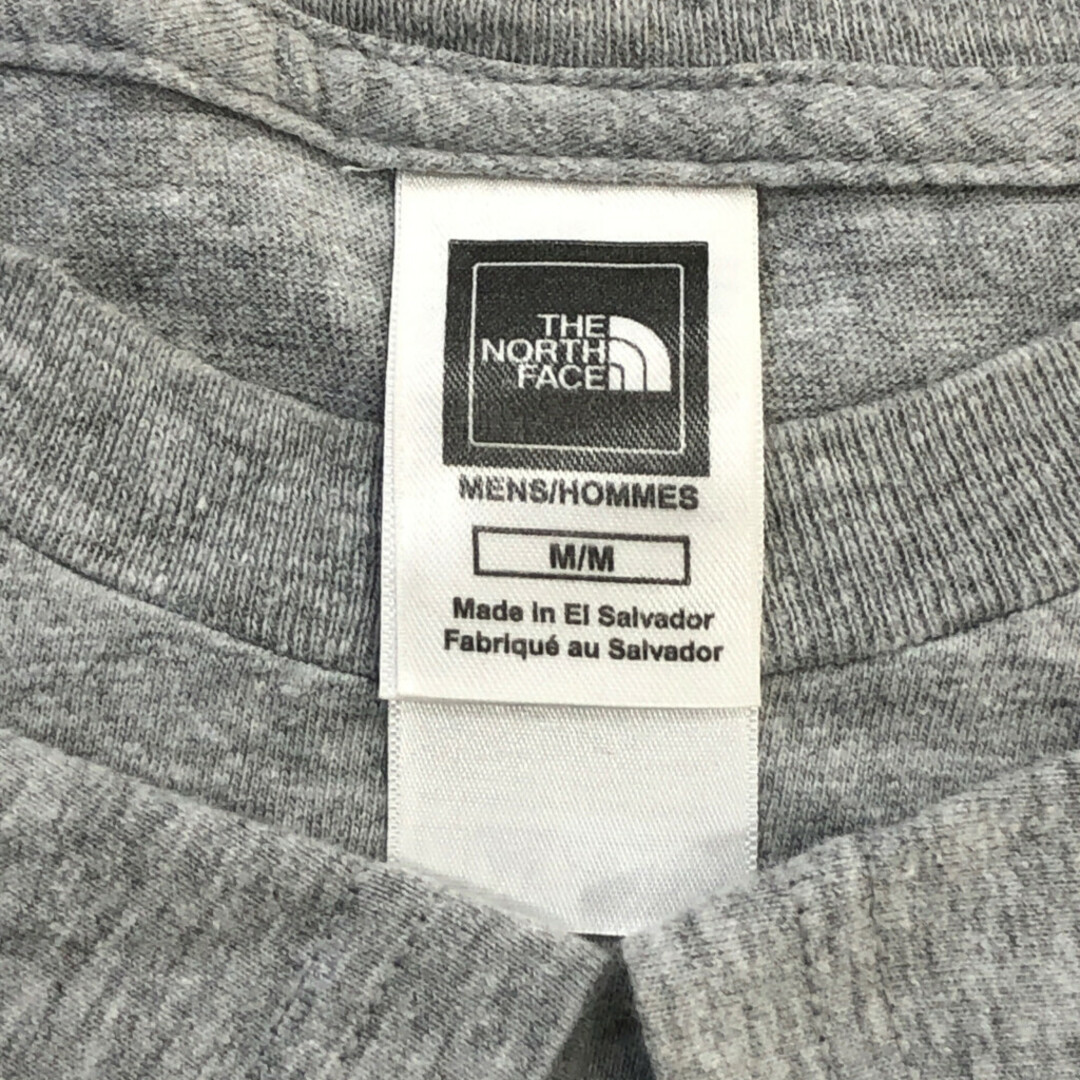 THE
NORTH
FACE
MENS/HOMMES
M/M
Made in El Salvador
Fabriqué au Salvador